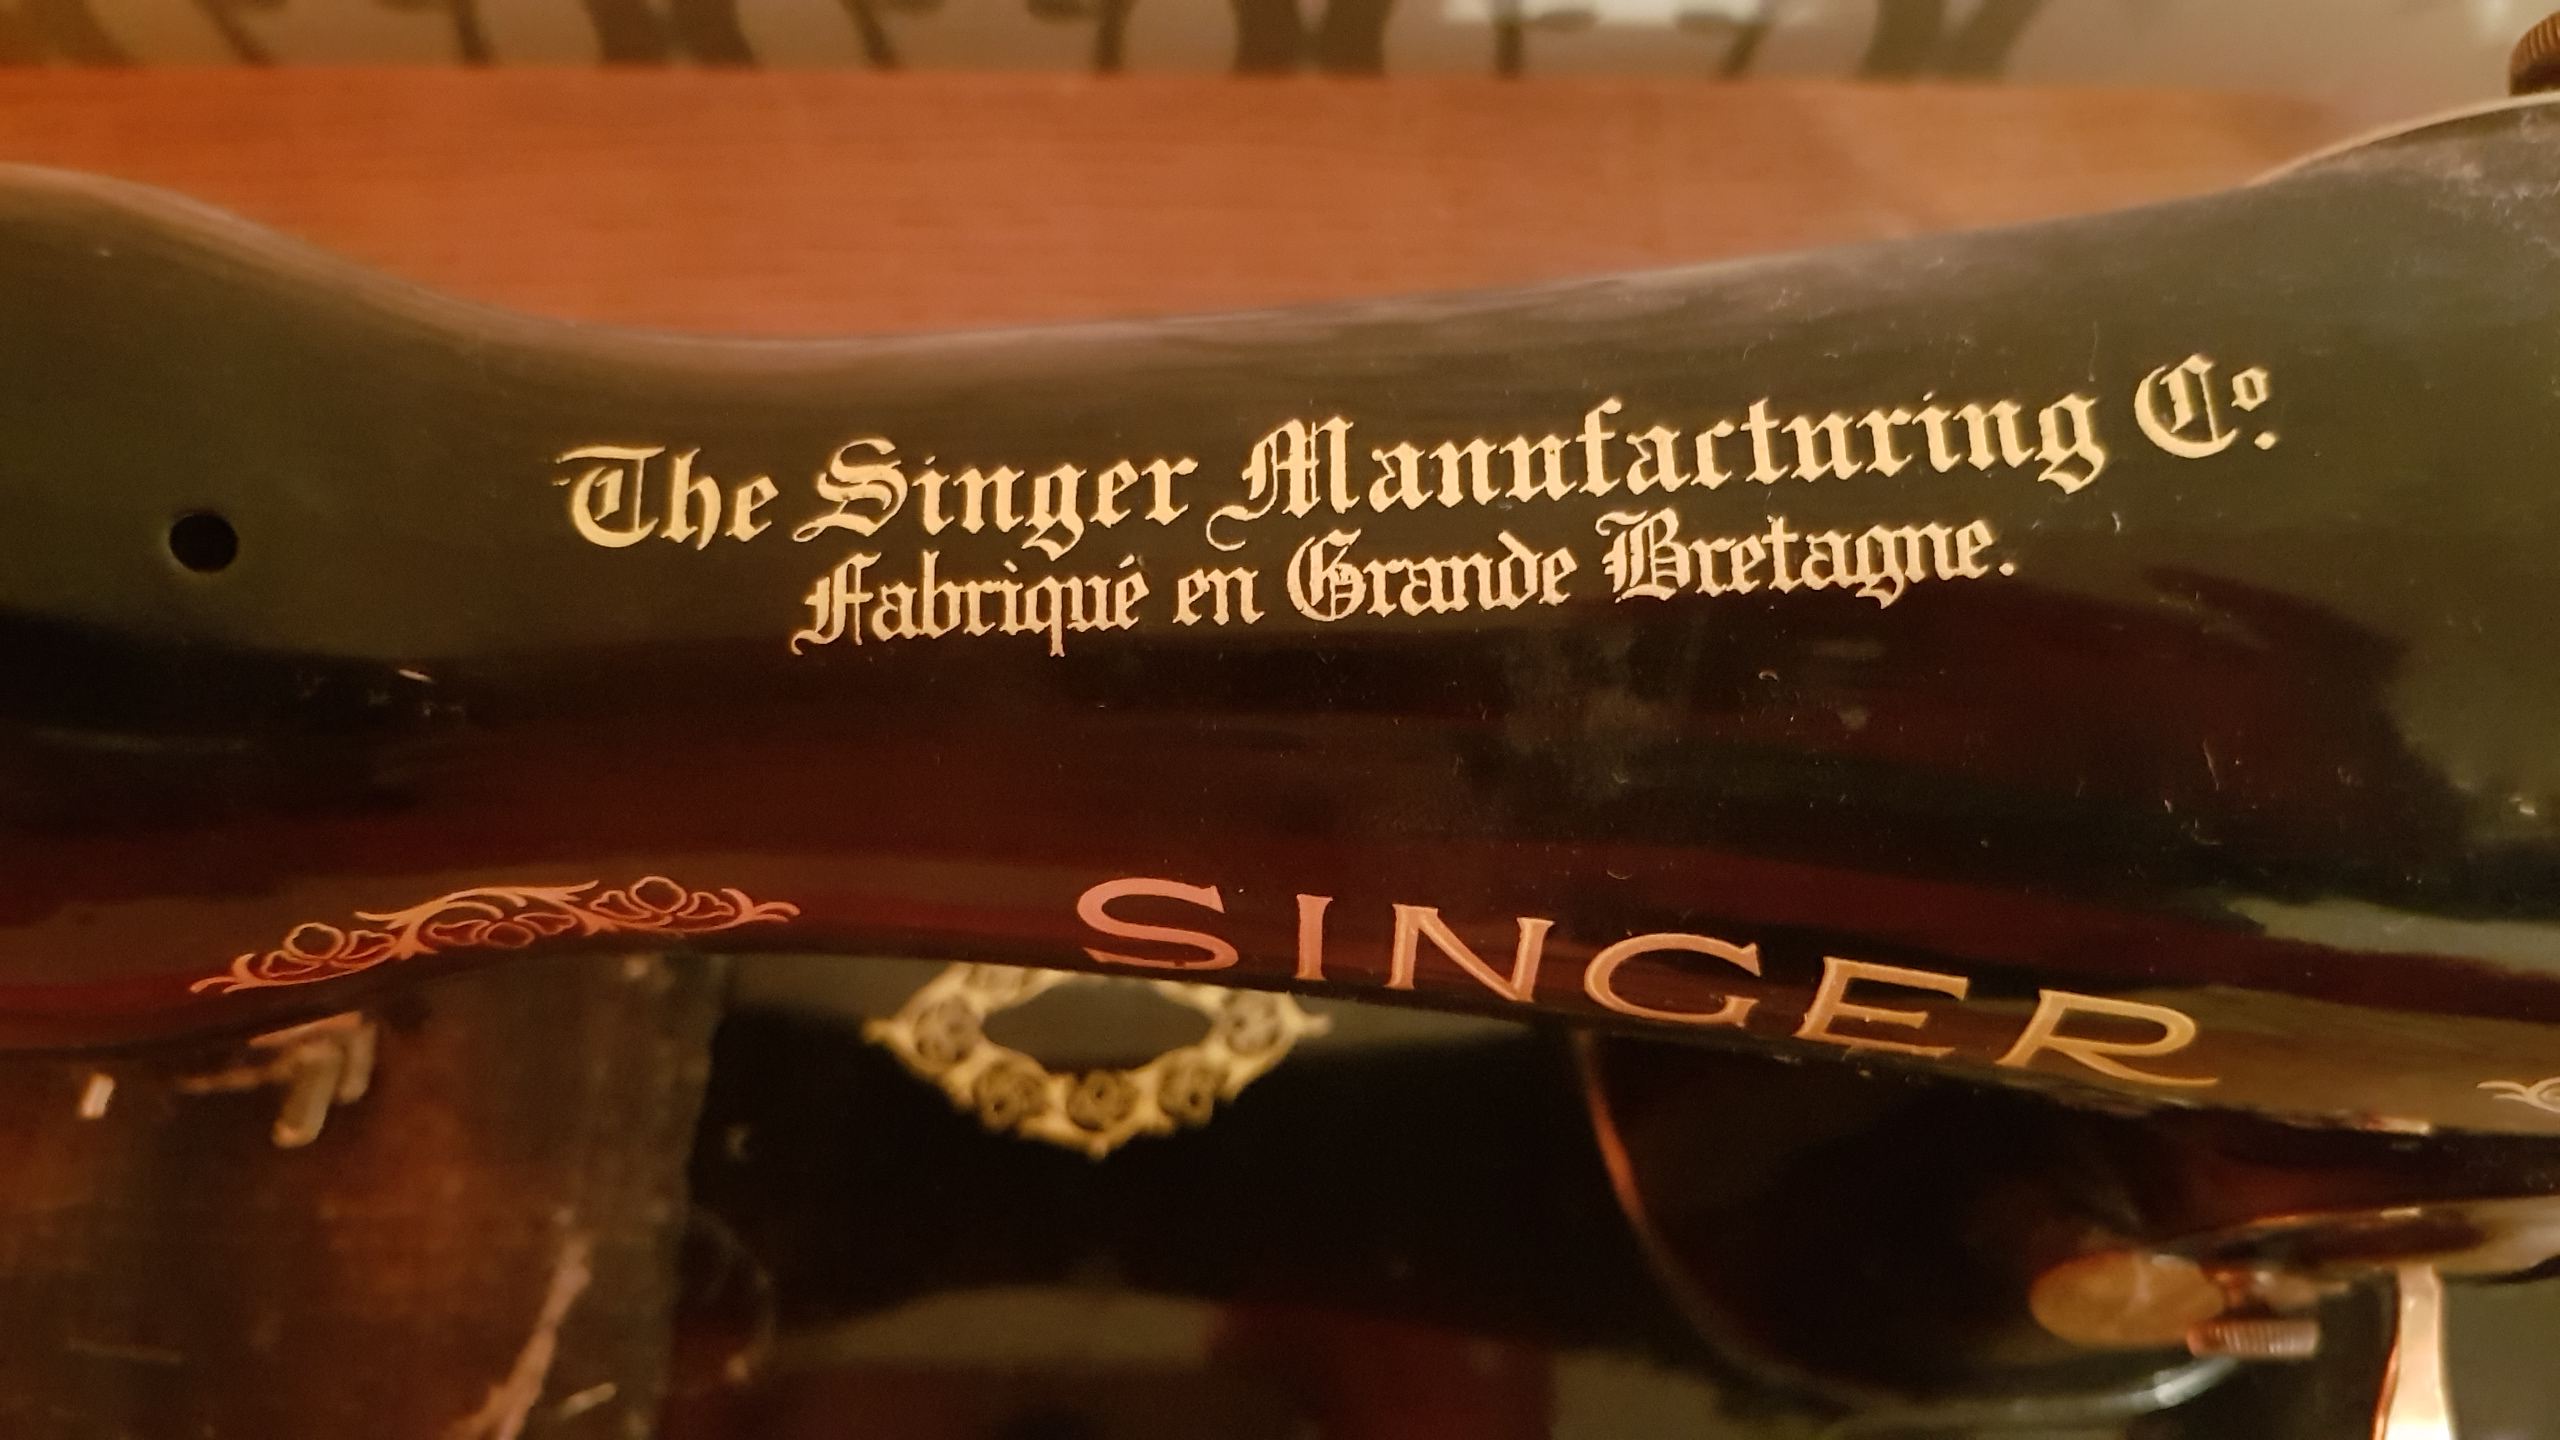 The Singer Manufacturing Co.
Fabriqué en Grande Bretagne.
SINGER